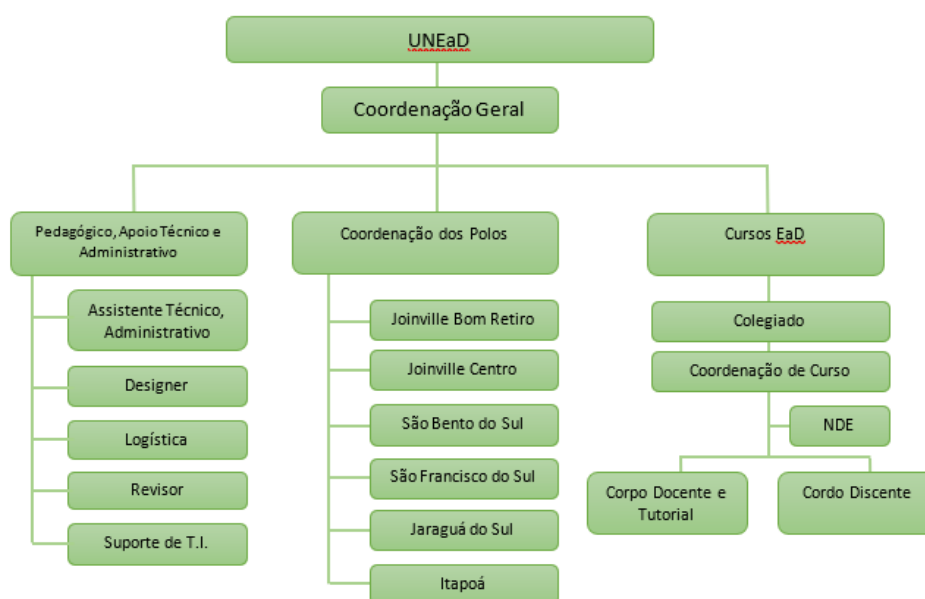 UNEaD
Coordenação Geral
Pedagógico, Apoio Técnico e
Administrativo
Assistente Técnico,
Administrativo
Designer
Logística
Revisor
Suporte de T.I.
Coordenação dos Polos
Joinville Bom Retiro
Joinville Centro
São Bento do Sul
São Francisco do Sul
Jaraguá do Sul
Itapoá
Cursos EaD
Colegiado
Coordenação de Curso
NDE
Corpo Docente e
Tutorial
Cordo Discente